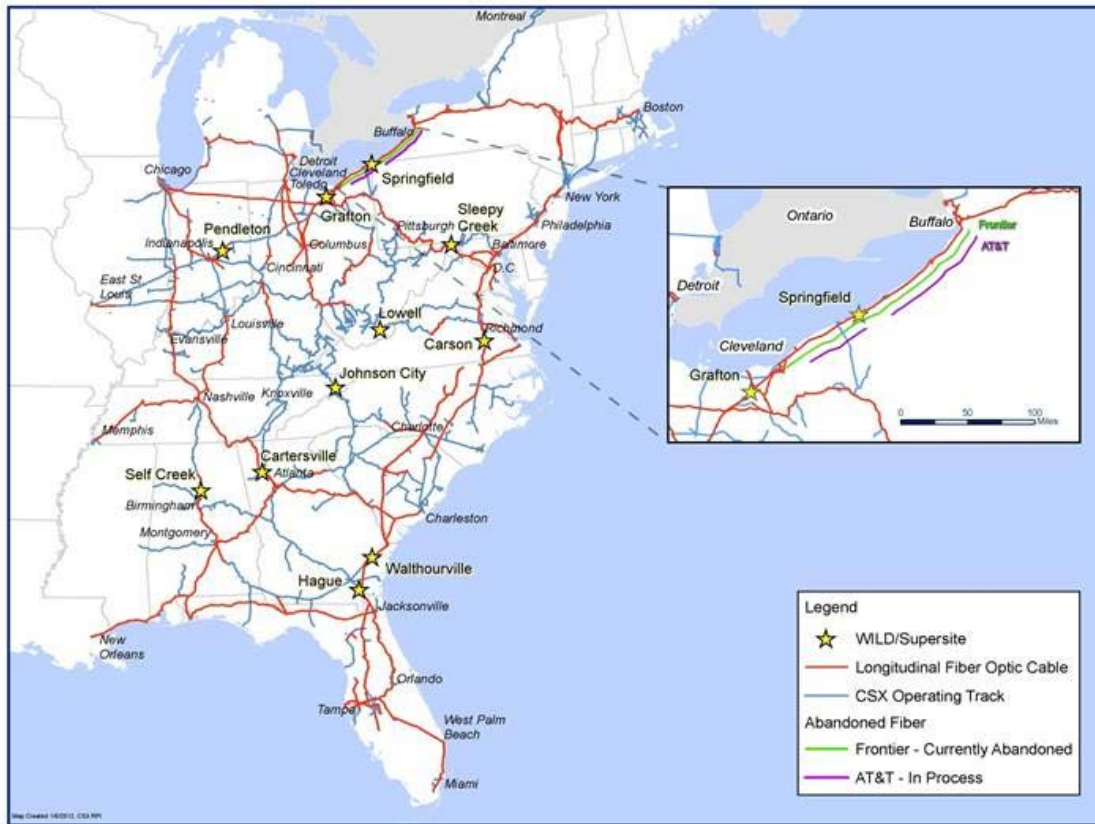 Montreal
Boston
Buffalo
Detroit
Cleveland
Toledo
Springfield
Chicago
New York
Grafton
Sleepy
Creek
Pittsburgh
Philadelphia
Pendleton
Columbus
Baltimore
Indianapolis
D.C.
Cincinnati
East St
Louis
Lowell
Louisville
Richmond
Evansville
Carson
Johnson City
Nashville
Knoxville
Memphis
Charlotte
Cartersville
Self Creek
Atlanta
Birmingham
Charleston
Montgomery
Walthourville
Hague
Jacksonville
New
Orleans
Orlando
Tampa
West Palm
Beach
Miami
Ontario
Buffalo
Frontier
AT&T
Detroit
Springfield
Cleveland
Grafton
0 50 100
Miles
Legend
WILD/Supersite
Longitudinal Fiber Optic Cable
CSX Operating Track
Abandoned Fiber
Frontier - Currently Abandoned
AT&T - In Process